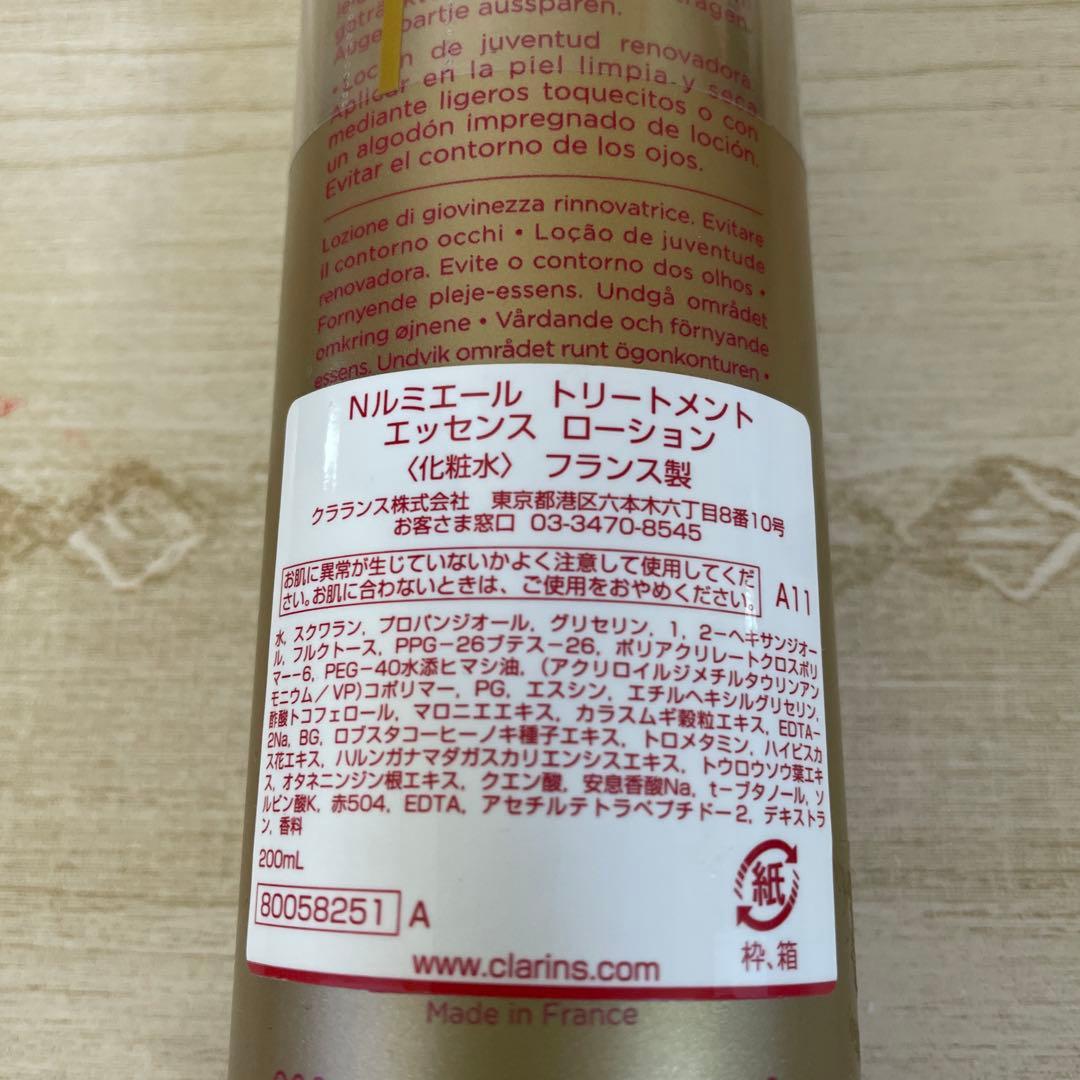 partje aussparen.
de juventud renovadora.
Aplicar en la piel limpia y seca
mediante ligeros toquecitos o con
un algodón impregnado de loción.
Evitar el contorno de los ojos.
Lozione di giovinezza rinnovatrice. Evitare
il contorno occhi • Loção de juventude
renovadora. Evite o contorno dos olhos •
Fornyende pleje-essens. Undgå området
omkring øjnene • Vårdande och förnyande
essens. Undvik området runt ögonkonturen •
Nルミエール トリートメント
エッセンス ローション
〈化粧水〉 フランス製
クラランス株式会社 東京都港区六本木六丁目8番10号
お客さま窓口 03-3470-8545
お肌に異常が生じていないかよく注意して使用してくだ
さい。お肌に合わないときは、ご使用をおやめください。
A11
水, スクワラン, プロパンジオール, グリセリン, 1, 2-ヘキサンジオー
ル, フルクトース, PPG-26ブテス-26, ポリアクリレートクロスポリ
マー-6, PEG-40水添ヒマシ油, (アクリロイルジメチルタウリンアン
モニウム/VP)コポリマー, PG, エスシン, エチルヘキシルグリセリン,
酢酸トコフェロール, マロニエエキス, カラスムギ穀粒エキス, EDTA-
2Na, BG, ロブスタコーヒーノキ種子エキス, トロメタミン, ハイビスカ
ス花エキス, ハルンガナマダガスカリエンシスエキス, トウロウソウ葉エキ
ス, オタネニンジン根エキス, クエン酸, 安息香酸Na, t-ブタノール, ソ
ルビン酸K, 赤504, EDTA, アセチルテトラペプチド-2, デキストラ
ン, 香料
200mL
紙
80058251 A
枠、箱
www.clarins.com
Made in France